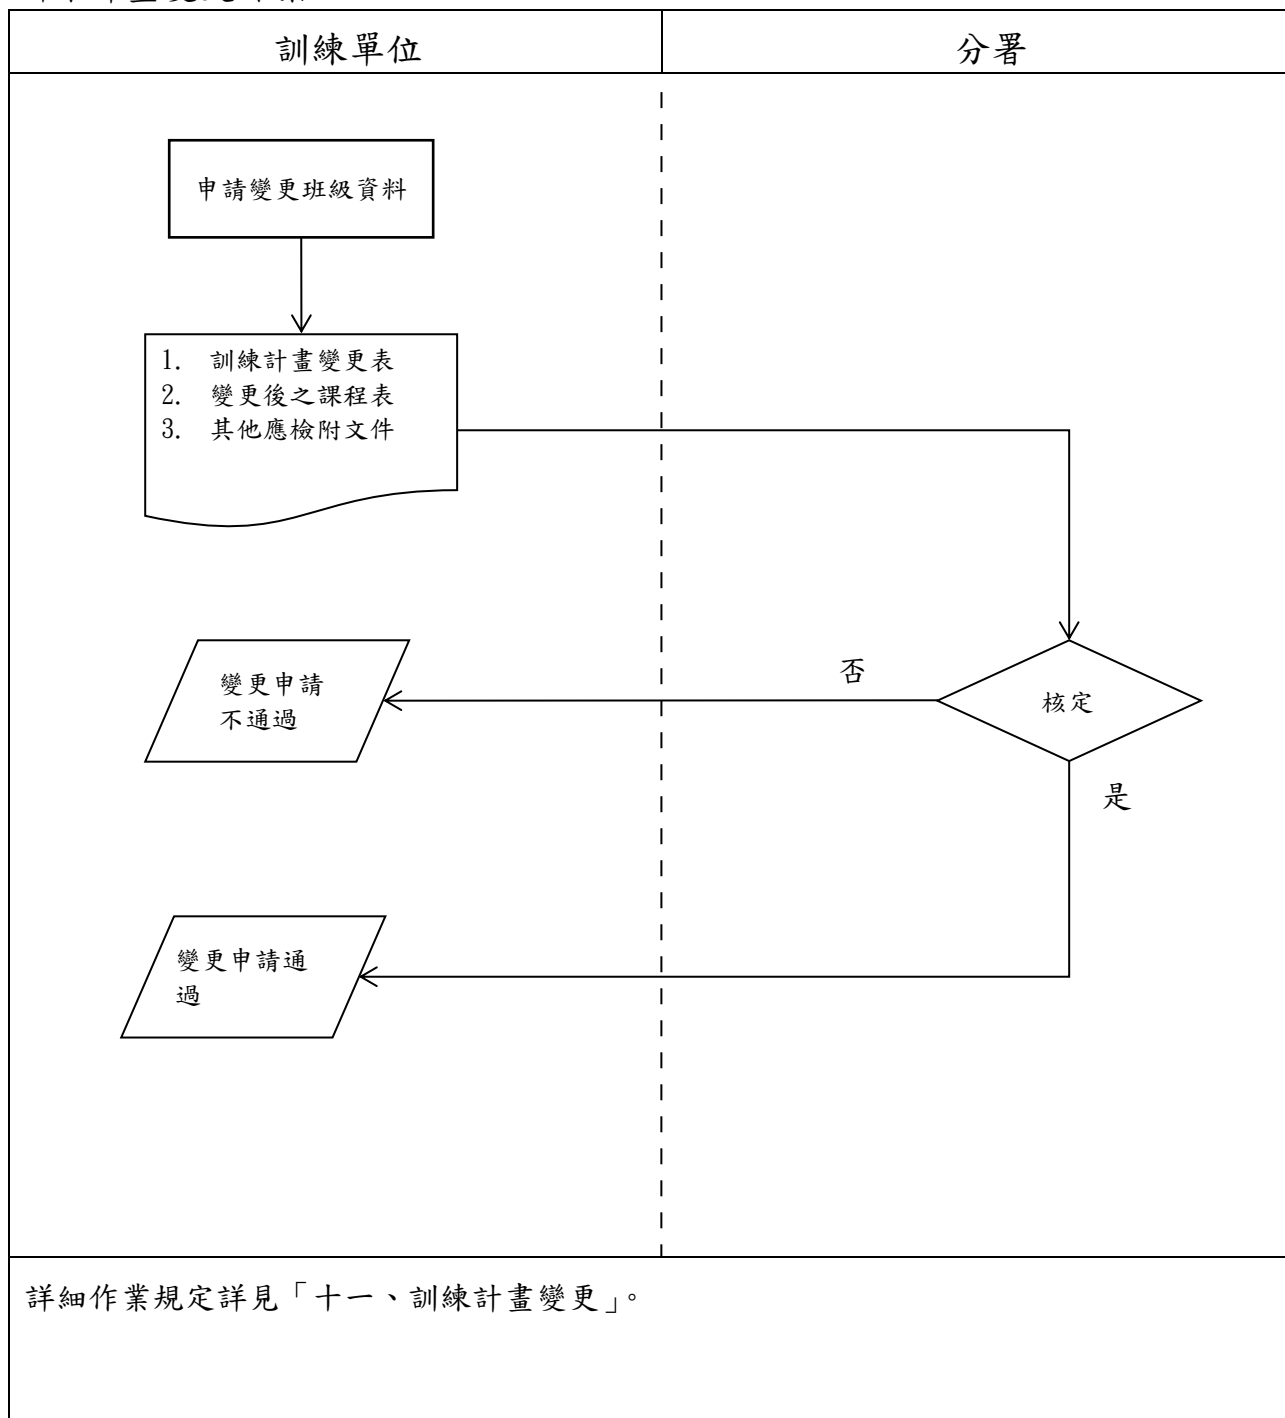 訓練單位
分署
申請變更班級資料
1. 訓練計畫變更表
2. 變更後之課程表
3. 其他應檢附文件
變更申請
不通過
否
核定
是
變更申請通
過
詳細作業規定詳見「十一、訓練計畫變更」。